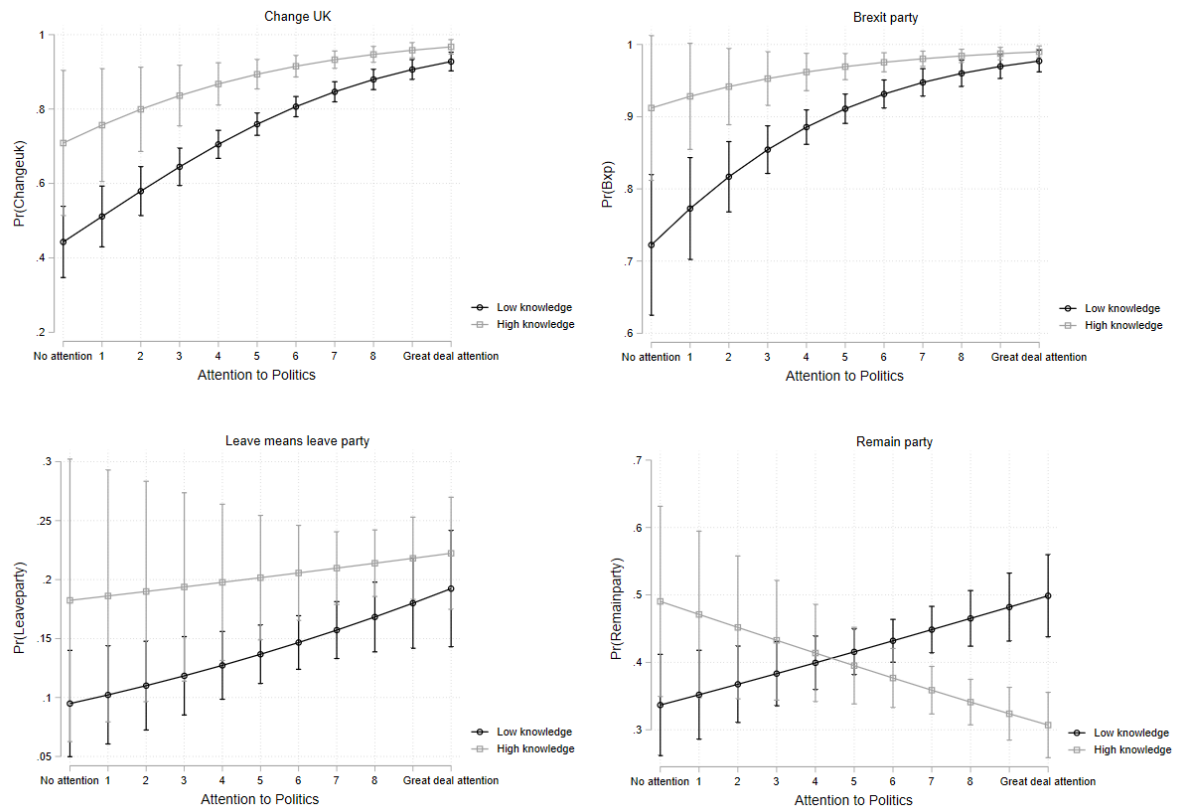 Change UK
Pr(Changeuk)
1
.8
.6
.4
.2
No attention 1 2 3 4 5 6 7 8 Great deal attention
Attention to Politics
Low knowledge
High knowledge
Brexit party
Pr(Bxp)
1
.9
.8
.7
.6
No attention 1 2 3 4 5 6 7 8 Great deal attention
Attention to Politics
Low knowledge
High knowledge
Leave means leave party
Pr(Leaveparty)
.3
.25
.2
.15
.1
.05
No attention 1 2 3 4 5 6 7 8 Great deal attention
Attention to Politics
Low knowledge
High knowledge
Remain party
Pr(Remainparty)
.7
.6
.5
.4
.3
No attention 1 2 3 4 5 6 7 8 Great deal attention
Attention to Politics
Low knowledge
High knowledge